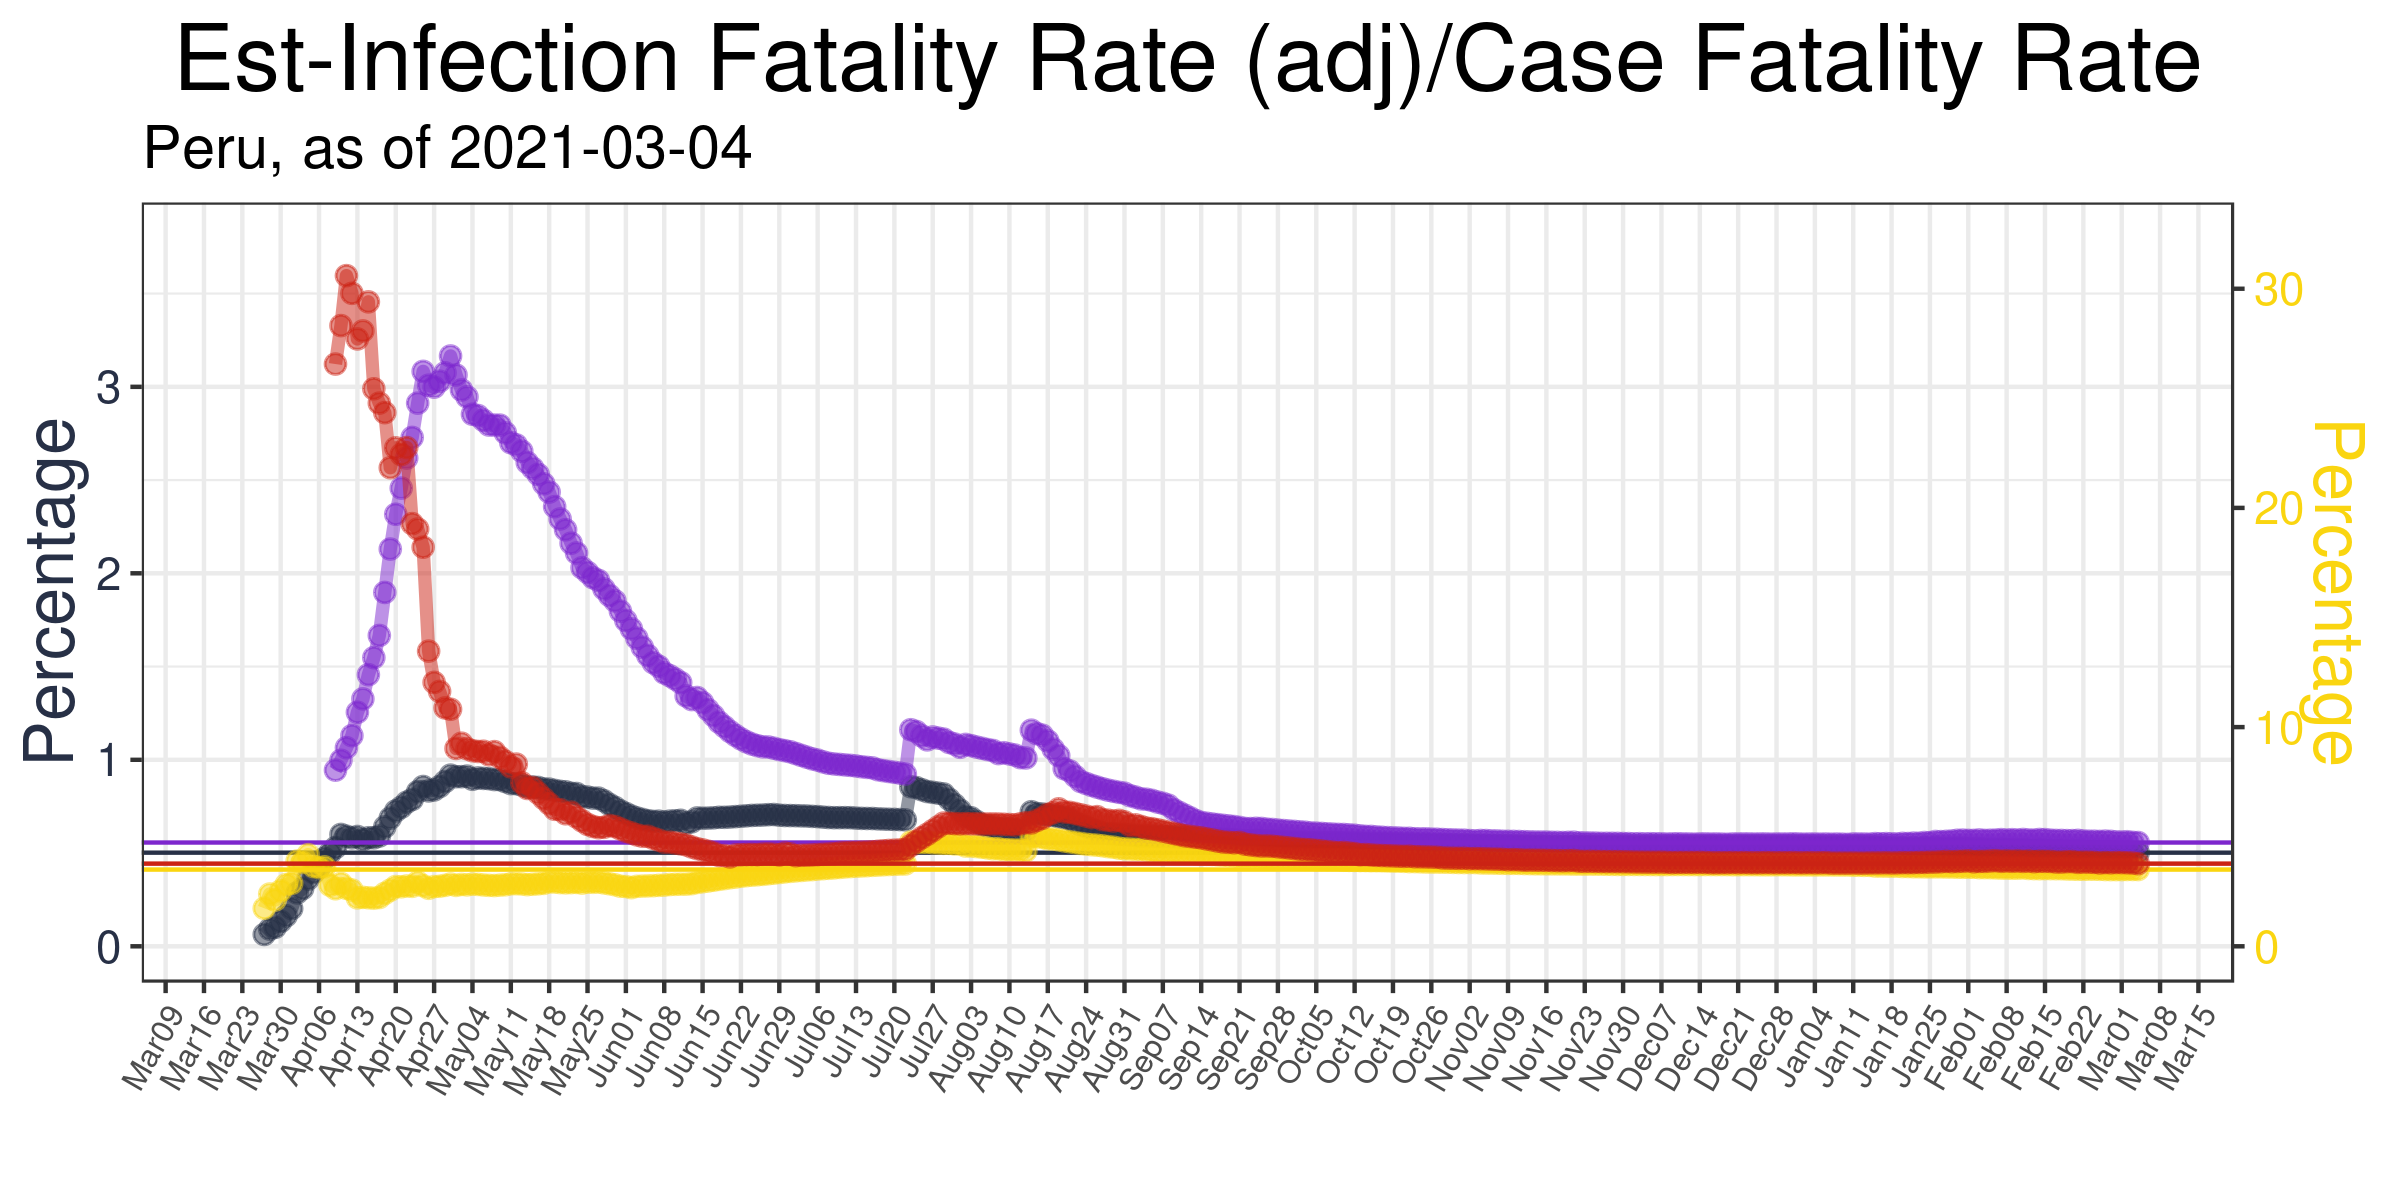 Est-Infection Fatality Rate (adj)/Case Fatality Rate
Peru, as of 2021-03-04
Percentage
3
2
1
0
30
20
10
0
Percentage
Mar09
Mar16
Mar23
Mar30
Apr06
Apr13
Apr20
Apr27
May04
May11
May18
May25
Jun01
Jun08
Jun15
Jun22
Jun29
Jul06
Jul13
Jul20
Jul27
Aug03
Aug10
Aug17
Aug24
Aug31
Sep07
Sep14
Sep21
Sep28
Oct05
Oct12
Oct19
Oct26
Nov02
Nov09
Nov16
Nov23
Nov30
Dec07
Dec14
Dec21
Dec28
Jan04
Jan11
Jan18
Jan25
Feb01
Feb08
Feb15
Feb22
Mar01
Mar08
Mar15